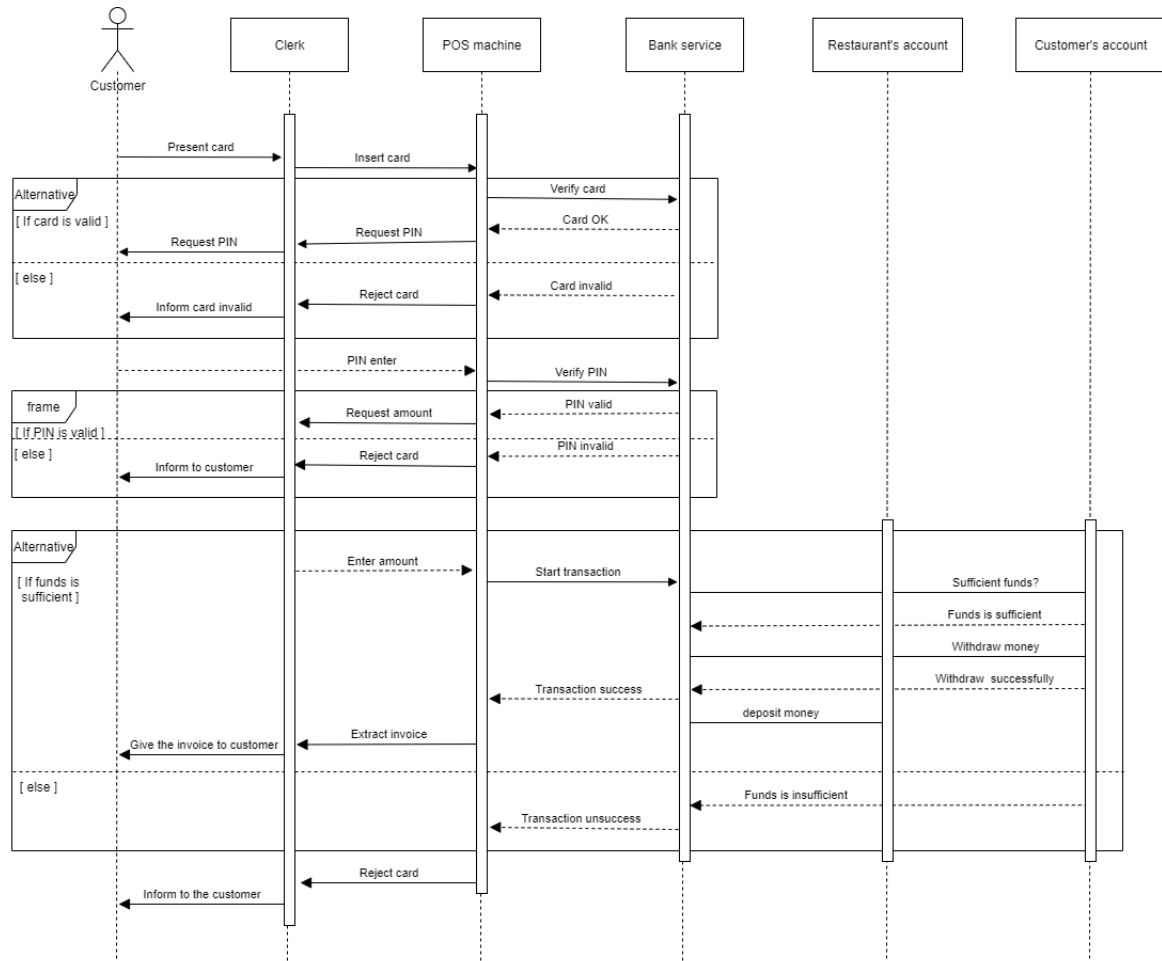 Clerk
POS machine
Bank service
Restaurant's account
Customer's account
Customer
Present card
Insert card
Alternative
Verify card
[ If card is valid ]
Card OK
Request PIN
Request PIN
[ else ]
Card invalid
Reject card
Inform card invalid
PIN enter
Verify PIN
frame
PIN valid
Request amount
[ If PIN is valid ]
PIN invalid
[ else ]
Reject card
Inform to customer
Alternative
Enter amount
Start transaction
[ If funds is
sufficient ]
Sufficient funds?
Funds is sufficient
Withdraw money
Withdraw successfully
Transaction success
deposit money
Extract invoice
Give the invoice to customer
[ else ]
Funds is insufficient
Transaction unsuccess
Reject card
Inform to the customer